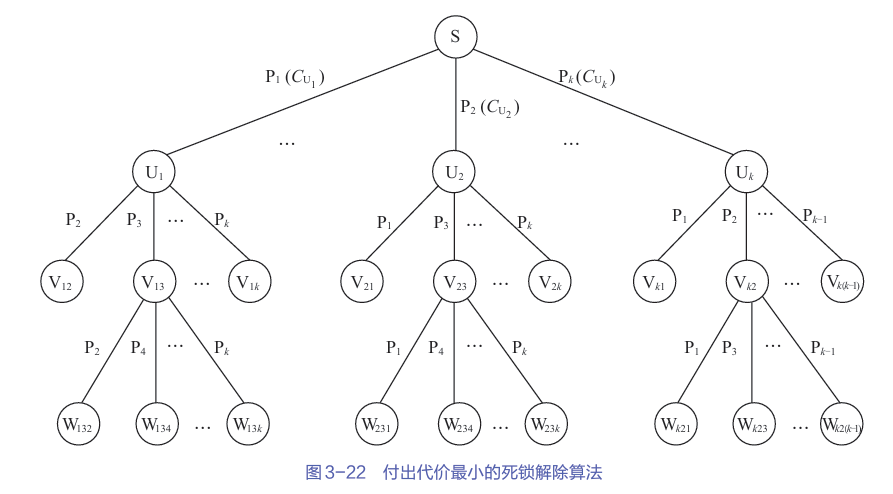 S
P₁ (C_U₁) P₂ (C_U₂) Pₖ(C_Uₖ)
… …
U₁ U₂ Uₖ
P₂ P₃ … Pₖ P₁ P₃ … Pₖ P₁ P₂ … Pₖ₋₁
V₁₂ V₁₃ … V₁ₖ V₂₁ V₂₃ … V₂ₖ Vₖ₁ Vₖ₂ … Vₖ₍ₖ₋₁₎
P₂ P₄ … Pₖ P₁ P₄ … Pₖ P₁ P₃ … Pₖ₋₁
W₁₃₂ W₁₃₄ … W₁₃ₖ W₂₃₁ W₂₃₄ … W₂₃ₖ Wₖ₂₁ Wₖ₂₃ … Wₖ₂₍ₖ₋₁₎
图 3-22 付出代价最小的死锁解除算法